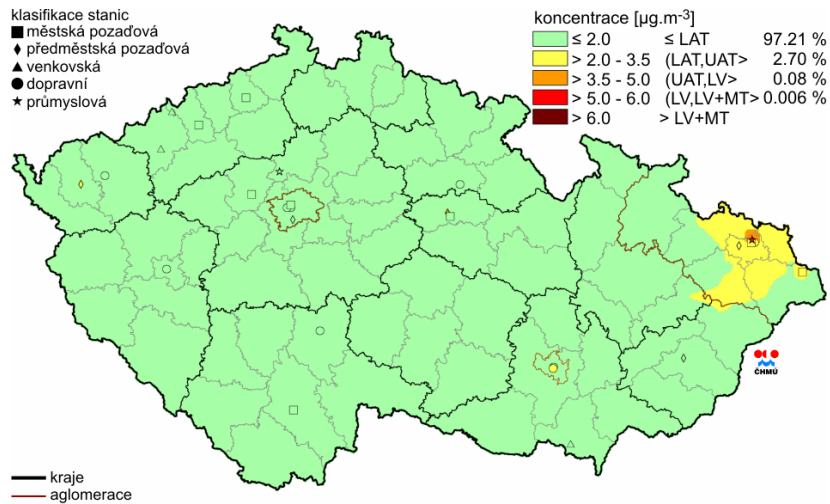 klasifikace stanic
městská pozaďová
předměstská pozaďová
venkovská
dopravní
průmyslová
koncentrace [µg.m-3]
≤ 2.0 ≤ LAT 97.21 %
> 2.0 - 3.5 (LAT,UAT> 2.70 %
> 3.5 - 5.0 (UAT,LV> 0.08 %
> 5.0 - 6.0 (LV,LV+MT> 0.006 %
> 6.0 > LV+MT
ČHMÚ
kraje
aglomerace